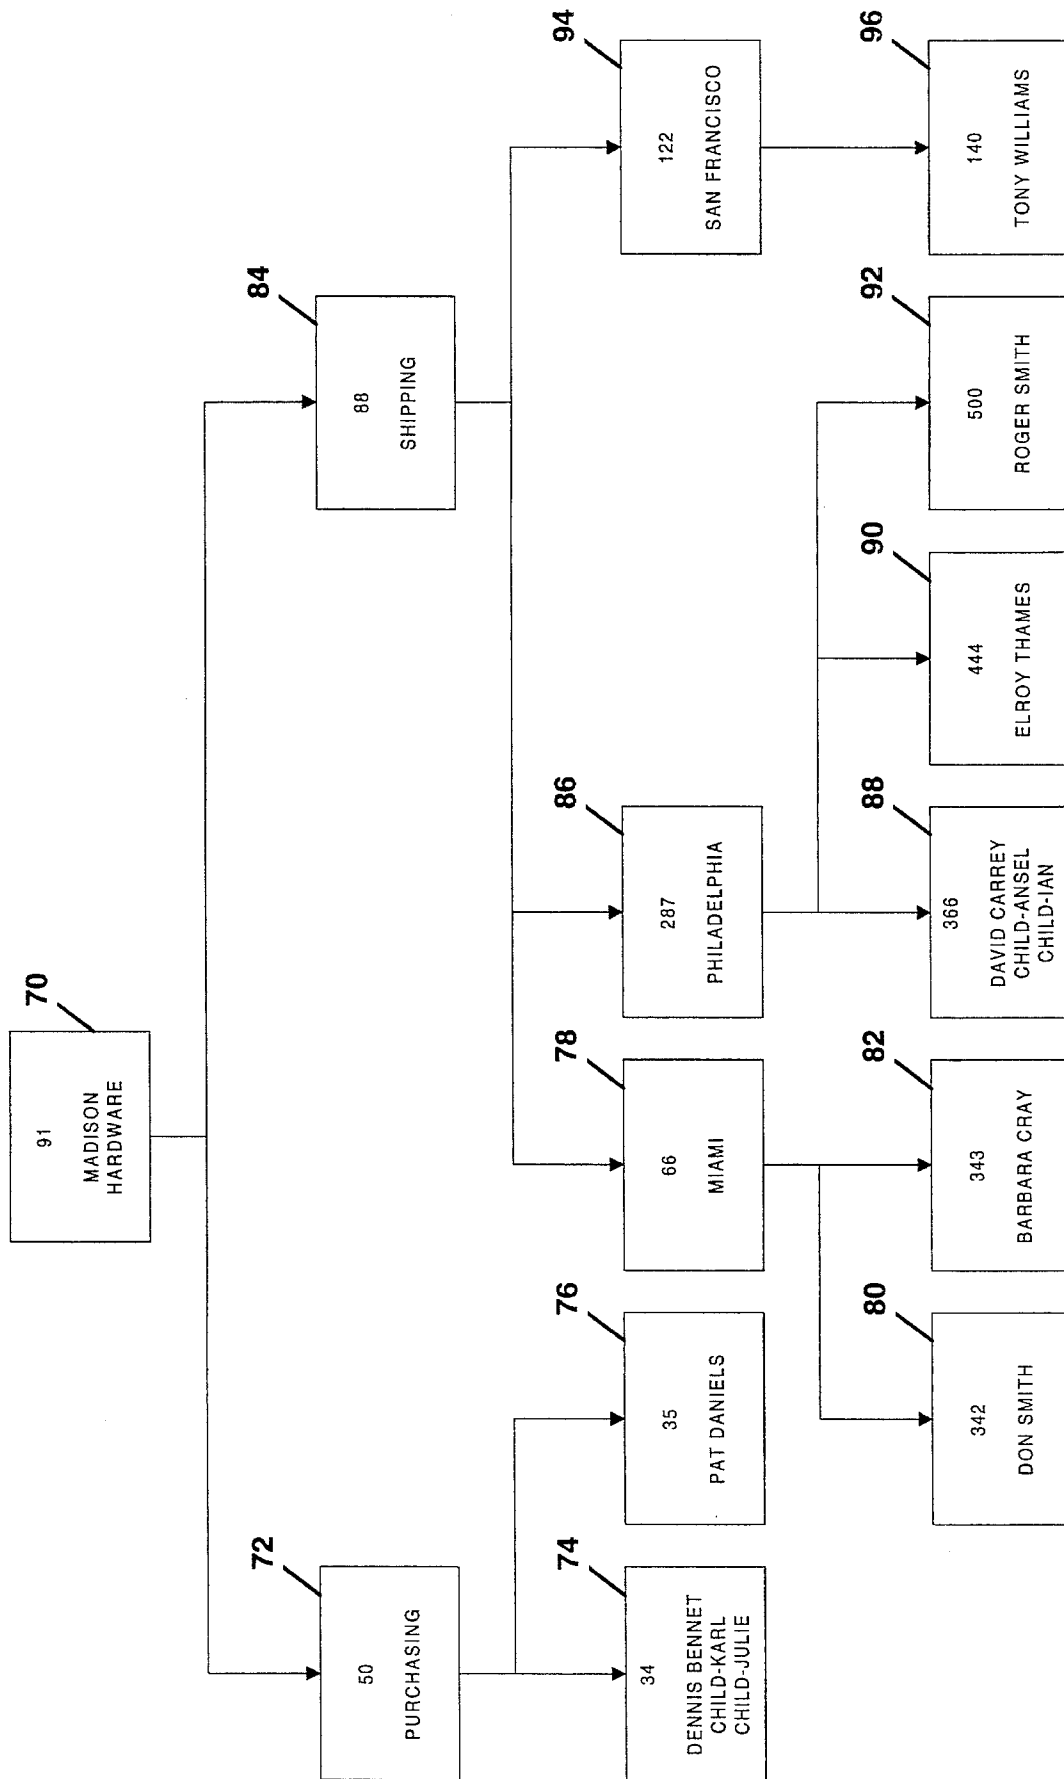 70
91
MADISON
HARDWARE
72
50
PURCHASING
84
88
SHIPPING
74
34
DENNIS BENNET
CHILD-KARL
CHILD-JULIE
76
35
PAT DANIELS
78
66
MIAMI
86
287
PHILADELPHIA
94
122
SAN FRANCISCO
80
342
DON SMITH
82
343
BARBARA CRAY
88
366
DAVID CARREY
CHILD-ANSEL
CHILD-IAN
90
444
ELROY THAMES
92
500
ROGER SMITH
96
140
TONY WILLIAMS